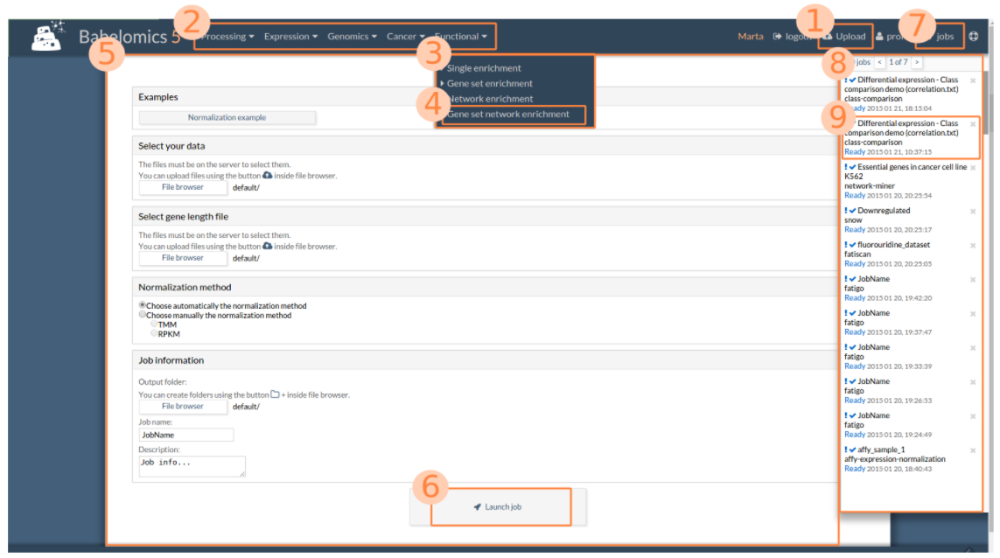 2
1
7
Babelomics 5 Processing Expression Genomics Cancer Functional Marta logout Upload jobs
5
3
8
Single enrichment
Gene set enrichment
Network enrichment
4
Gene set network enrichment
Examples
Normalization example
Select your data
The files must be on the server to select them.
You can upload files using the button inside file browser.
File browser default/
Select gene length file
The files must be on the server to select them.
You can upload files using the button inside file browser.
File browser default/
Normalization method
Choose automatically the normalization method
Choose manually the normalization method
TMM
RPKM
Job information
Output folder:
You can create folders using the button + inside file browser.
File browser default/
Job name:
JobName
Description:
Job info...
6
Launch job
jobs < 1 of 7 >
! Differential expression - Class
comparison demo (correlation.txt)
class-comparison
2015 01 21, 18:15:04
9
Differential expression - Class
comparison demo (correlation.txt)
class-comparison
Ready 2015 01 21, 10:37:15
! Essential genes in cancer cell line
K562
network-miner
Ready 2015 01 20, 20:25:54
! Downregulated
snow
Ready 2015 01 20, 20:25:17
! fluorouridine_dataset
fatiscan
Ready 2015 01 20, 20:25:05
! JobName
fatigo
Ready 2015 01 20, 19:42:20
! JobName
fatigo
Ready 2015 01 20, 19:37:47
! JobName
fatigo
Ready 2015 01 20, 19:33:39
! JobName
fatigo
Ready 2015 01 20, 19:26:53
! JobName
fatigo
Ready 2015 01 20, 19:24:49
! affy_sample_1
affy-expression-normalization
Ready 2015 01 20, 18:40:43